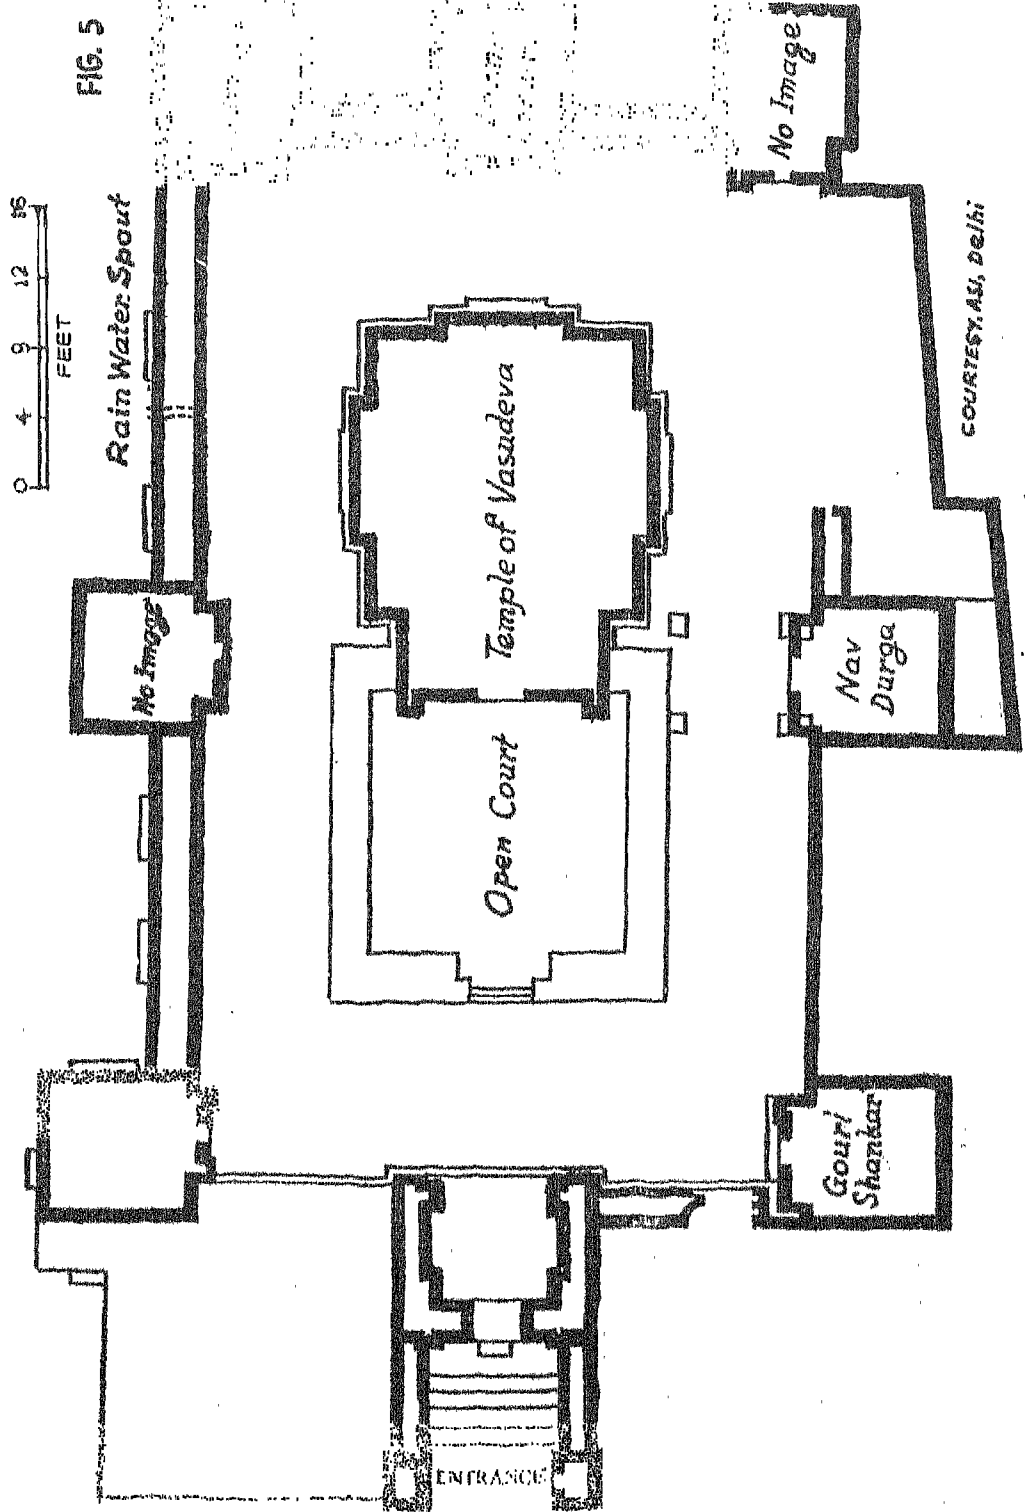 FIG. 5
0 4 9 12 16
FEET
Rain Water Spout
No Image
No Image
Temple of Vasudeva
Open Court
Nav
Durga
Gouri
Shankar
ENTRANCE
COURTESY. ASI, Delhi